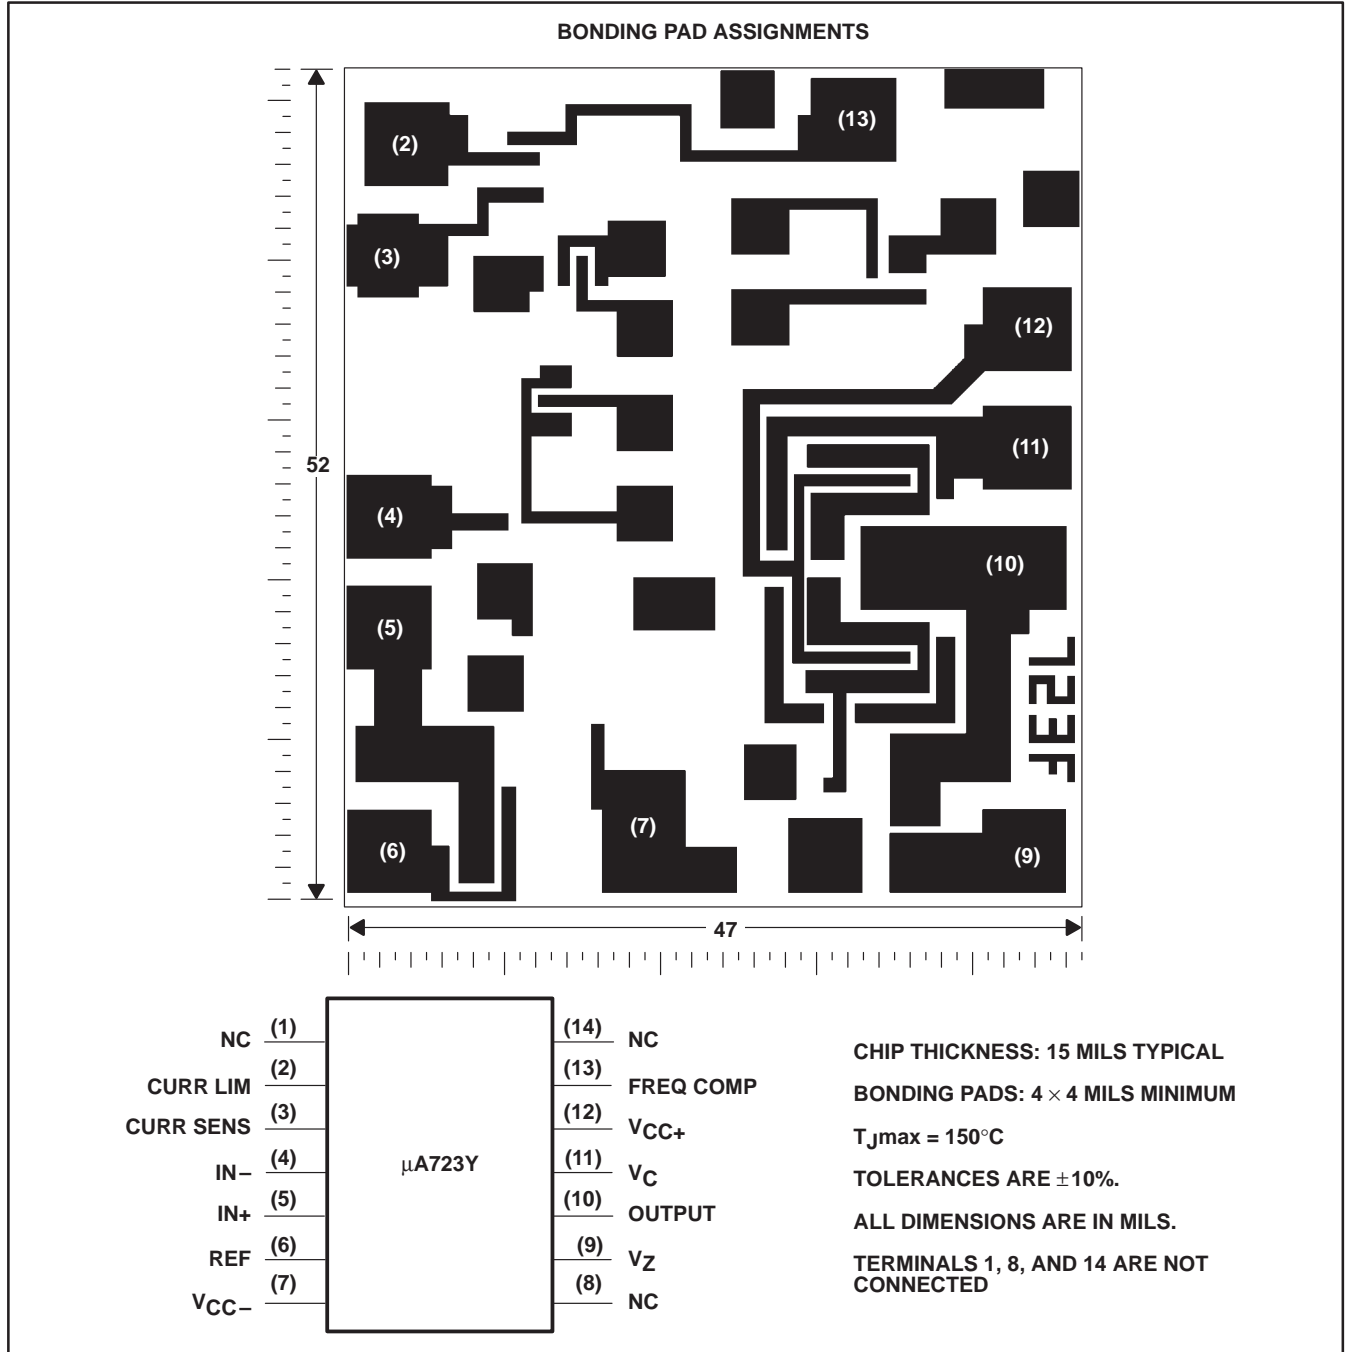 BONDING PAD ASSIGNMENTS
(2)
(13)
(3)
(12)
(11)
52
(4)
(10)
(5)
723F
(7)
(6)
(9)
47
NC (1)
CURR LIM (2)
CURR SENS (3)
IN− (4)
IN+ (5)
REF (6)
VCC− (7)
μA723Y
(14) NC
(13) FREQ COMP
(12) VCC+
(11) VC
(10) OUTPUT
(9) VZ
(8) NC
CHIP THICKNESS: 15 MILS TYPICAL
BONDING PADS: 4 × 4 MILS MINIMUM
TJmax = 150°C
TOLERANCES ARE ±10%.
ALL DIMENSIONS ARE IN MILS.
TERMINALS 1, 8, AND 14 ARE NOT
CONNECTED